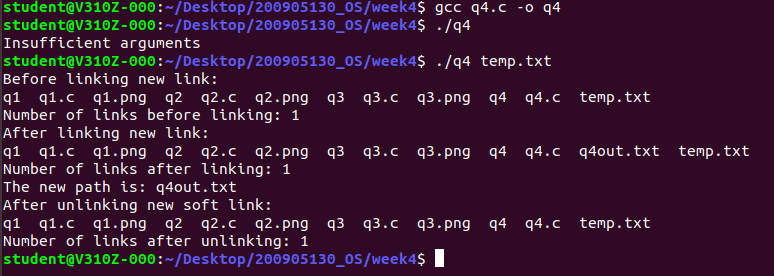 student@V310Z-000:~/Desktop/200905130_OS/week4$ gcc q4.c -o q4
student@V310Z-000:~/Desktop/200905130_OS/week4$ ./q4
Insufficient arguments
student@V310Z-000:~/Desktop/200905130_OS/week4$ ./q4 temp.txt
Before linking new link:
q1  q1.c  q1.png  q2  q2.c  q2.png  q3  q3.c  q3.png  q4  q4.c  temp.txt
Number of links before linking: 1
After linking new link:
q1  q1.c  q1.png  q2  q2.c  q2.png  q3  q3.c  q3.png  q4  q4.c  q4out.txt  temp.txt
Number of links after linking: 1
The new path is: q4out.txt
After unlinking new soft link:
q1  q1.c  q1.png  q2  q2.c  q2.png  q3  q3.c  q3.png  q4  q4.c  temp.txt
Number of links after unlinking: 1
student@V310Z-000:~/Desktop/200905130_OS/week4$